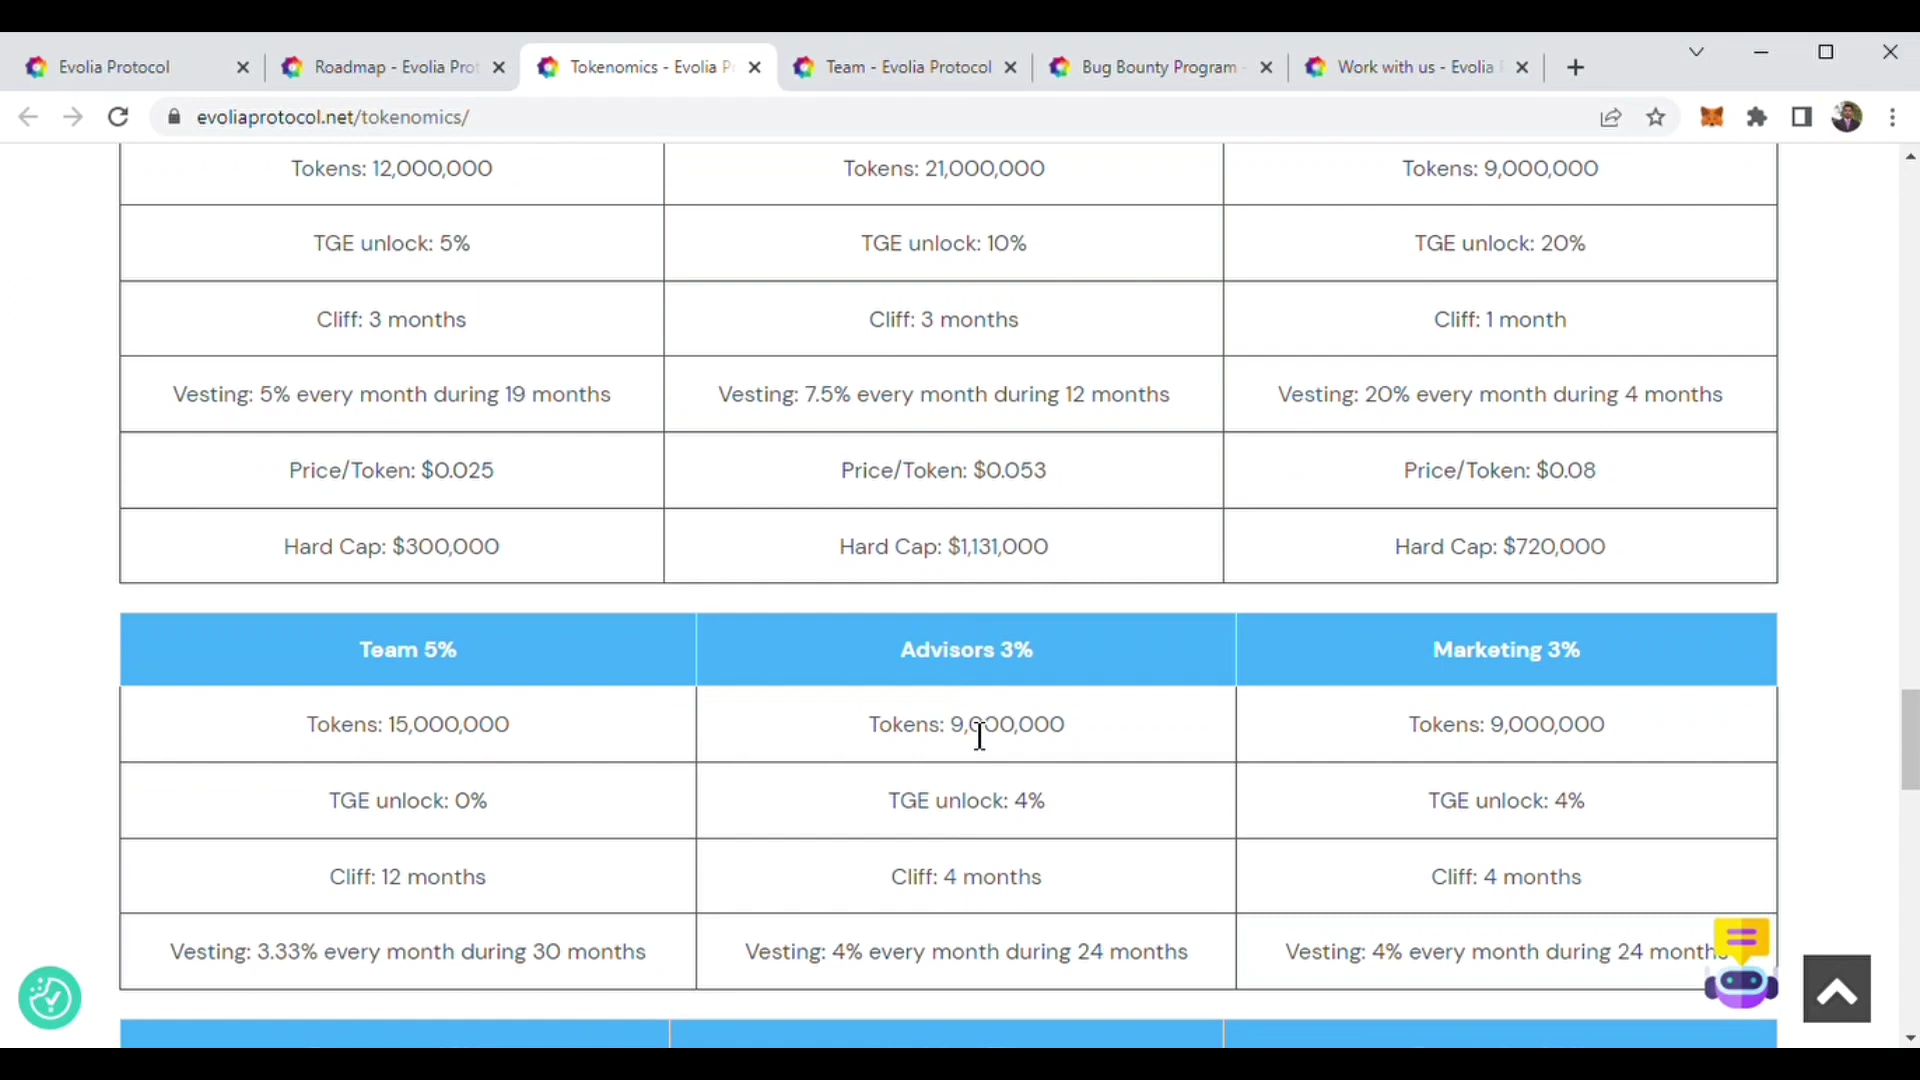 Evolia Protocol
Roadmap - Evolia Prot
Tokenomics - Evolia P
Team - Evolia Protocol
Bug Bounty Program -
Work with us - Evolia
evoliaprotocol.net/tokenomics/
Tokens: 12,000,000 Tokens: 21,000,000 Tokens: 9,000,000
TGE unlock: 5% TGE unlock: 10% TGE unlock: 20%
Cliff: 3 months Cliff: 3 months Cliff: 1 month
Vesting: 5% every month during 19 months Vesting: 7.5% every month during 12 months Vesting: 20% every month during 4 months
Price/Token: $0.025 Price/Token: $0.053 Price/Token: $0.08
Hard Cap: $300,000 Hard Cap: $1,131,000 Hard Cap: $720,000
Team 5% Advisors 3% Marketing 3%
Tokens: 15,000,000 Tokens: 9,000,000 Tokens: 9,000,000
TGE unlock: 0% TGE unlock: 4% TGE unlock: 4%
Cliff: 12 months Cliff: 4 months Cliff: 4 months
Vesting: 3.33% every month during 30 months Vesting: 4% every month during 24 months Vesting: 4% every month during 24 month